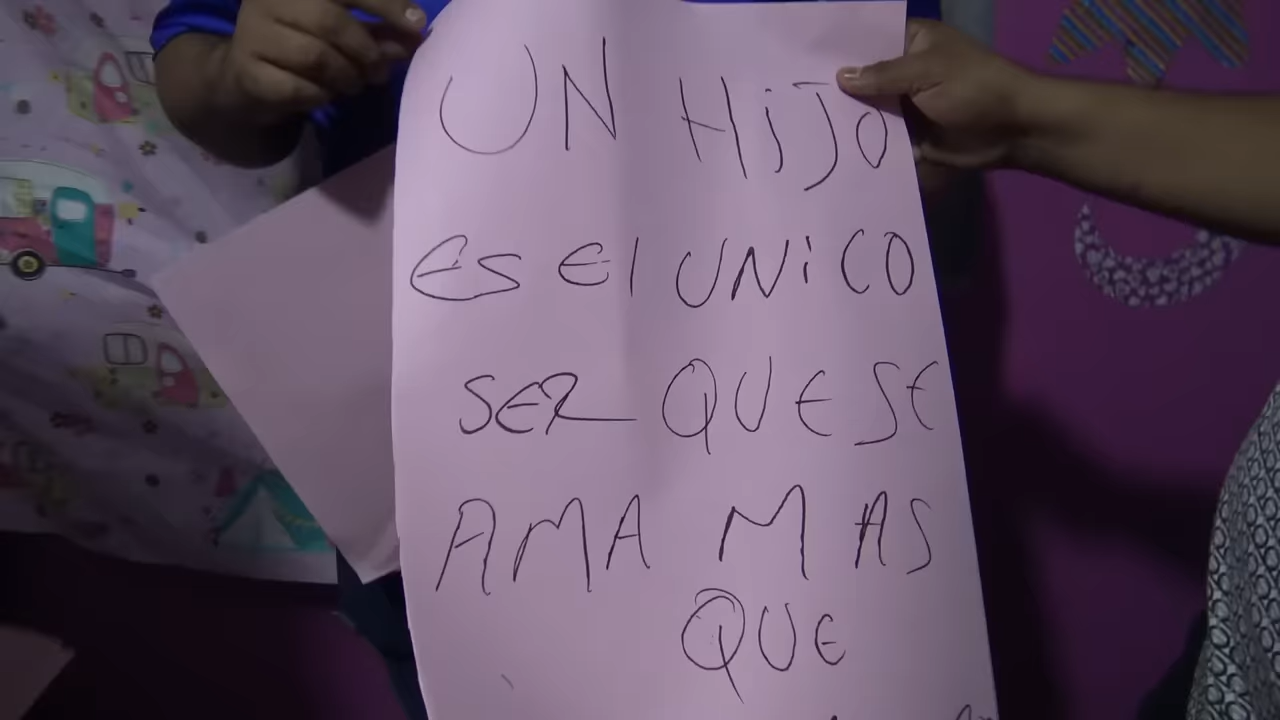 UN HiJO
ES El UNiCO
SER QUE SE
AMA MAS
QUE